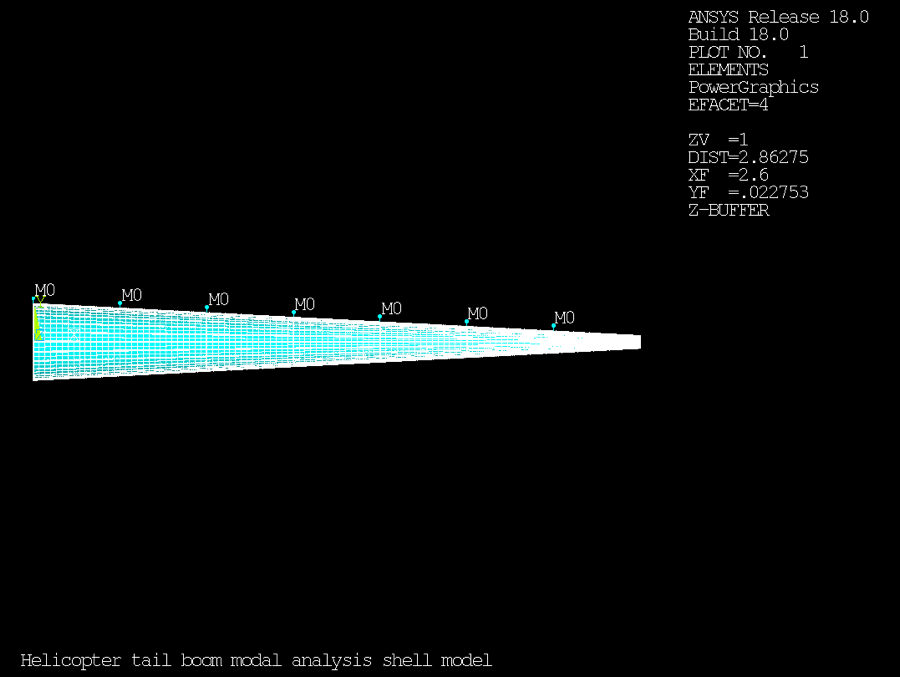 ANSYS Release 18.0
Build 18.0
PLOT NO. 1
ELEMENTS
PowerGraphics
EFACET=4
ZV =1
DIST=2.86275
XF =2.6
YF =.022753
Z-BUFFER
M0
M0
M0
M0
M0
M0
M0
Helicopter tail boom modal analysis shell model